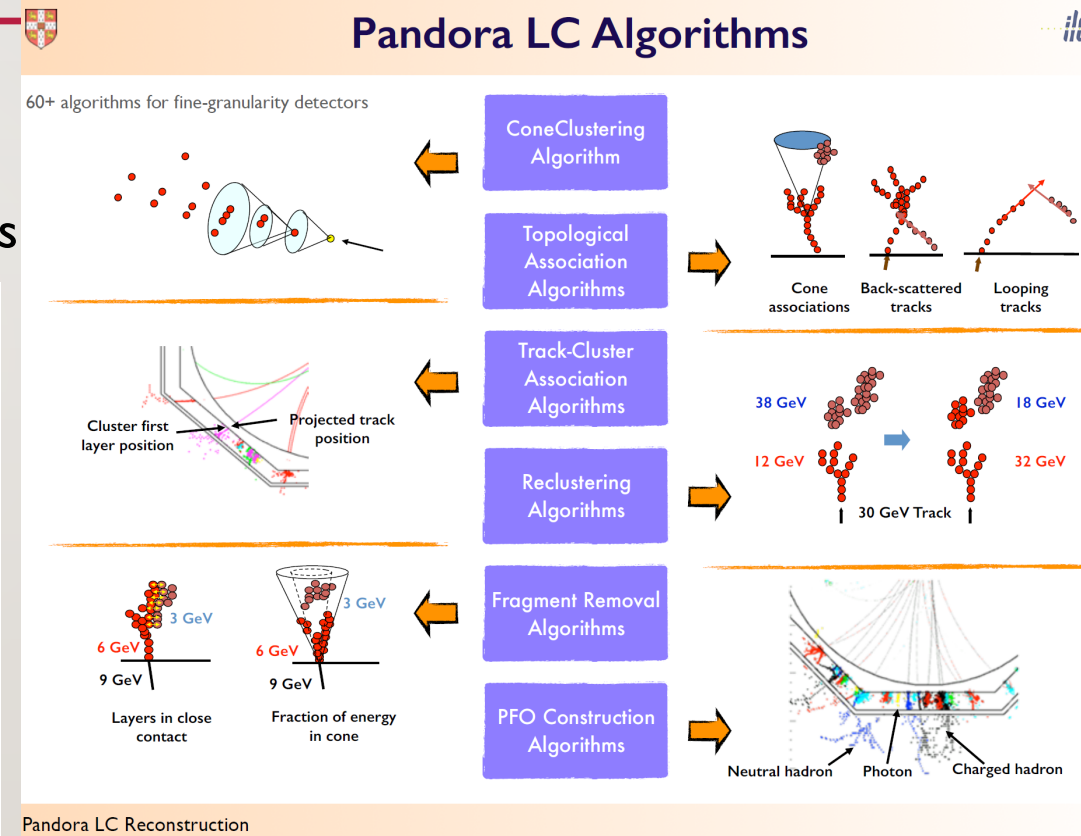 Pandora LC Algorithms
60+ algorithms for fine-granularity detectors
s
ConeClustering
Algorithm
Topological
Association
Algorithms
Cone
associations
Back-scattered
tracks
Looping
tracks
Track-Cluster
Association
Algorithms
Cluster first
layer position
Projected track
position
Reclustering
Algorithms
38 GeV
18 GeV
12 GeV
32 GeV
30 GeV Track
Fragment Removal
Algorithms
3 GeV
6 GeV
9 GeV
Layers in close
contact
3 GeV
6 GeV
9 GeV
Fraction of energy
in cone
PFO Construction
Algorithms
Neutral hadron
Photon
Charged hadron
Pandora LC Reconstruction